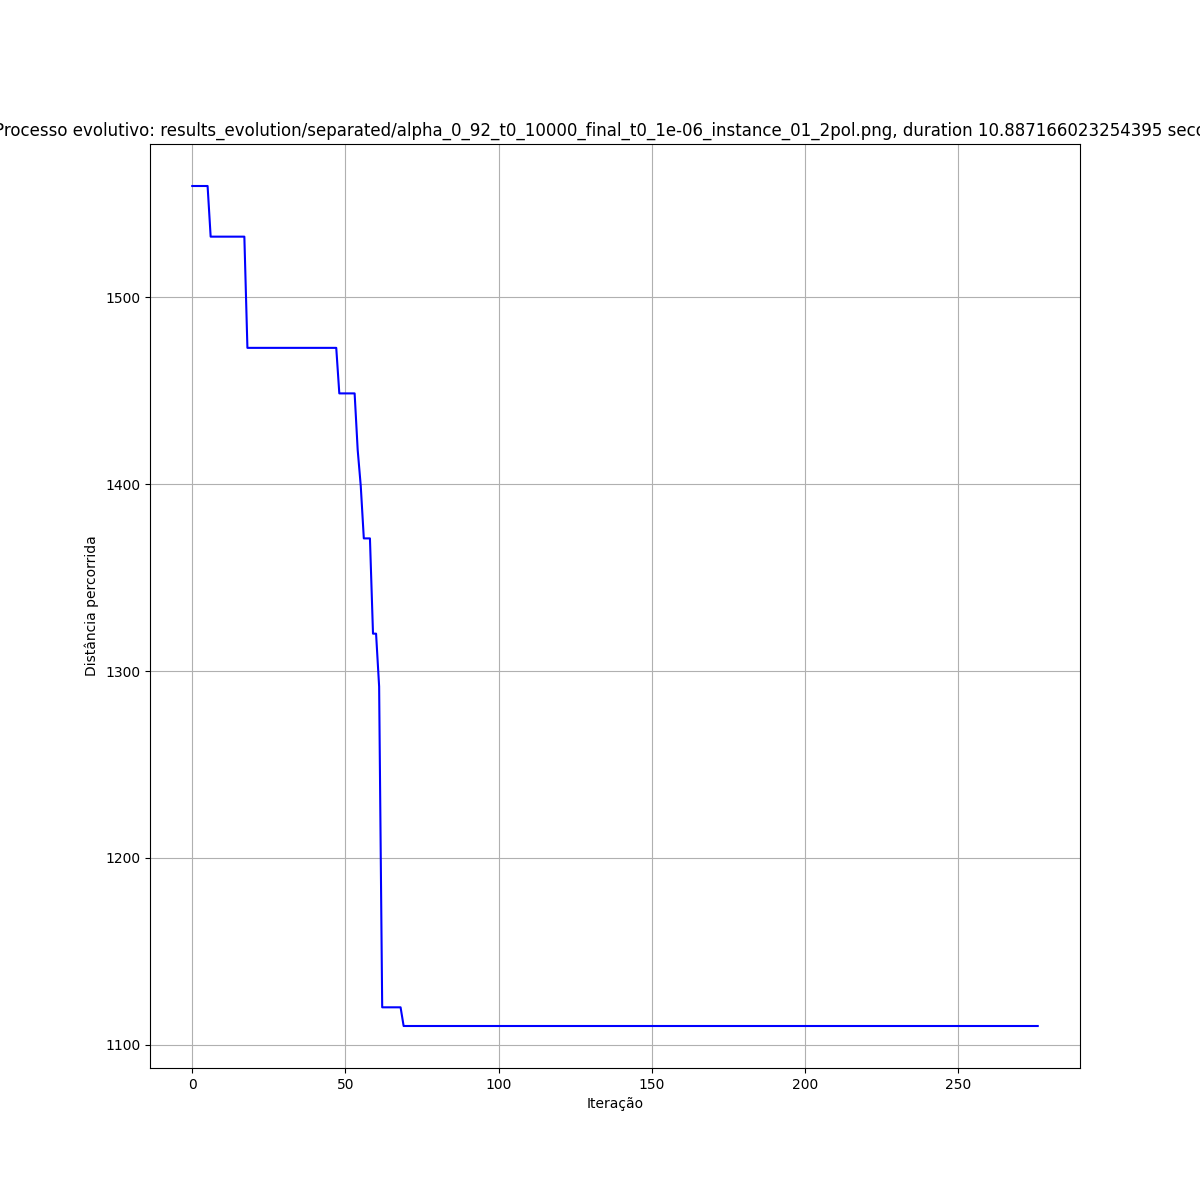 Processo evolutivo: results_evolution/separated/alpha_0_92_t0_10000_final_t0_1e-06_instance_01_2pol.png, duration 10.887166023254395
Distância percorrida
1500
1400
1300
1200
1100
0 50 100 150 200 250
Iteração